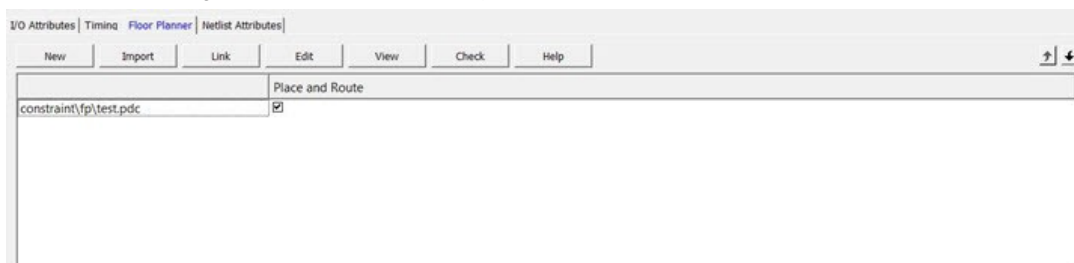 I/O Attributes Timing Floor Planner Netlist Attributes
New Import Link Edit View Check Help
Place and Route
constraint\fp\test.pdc